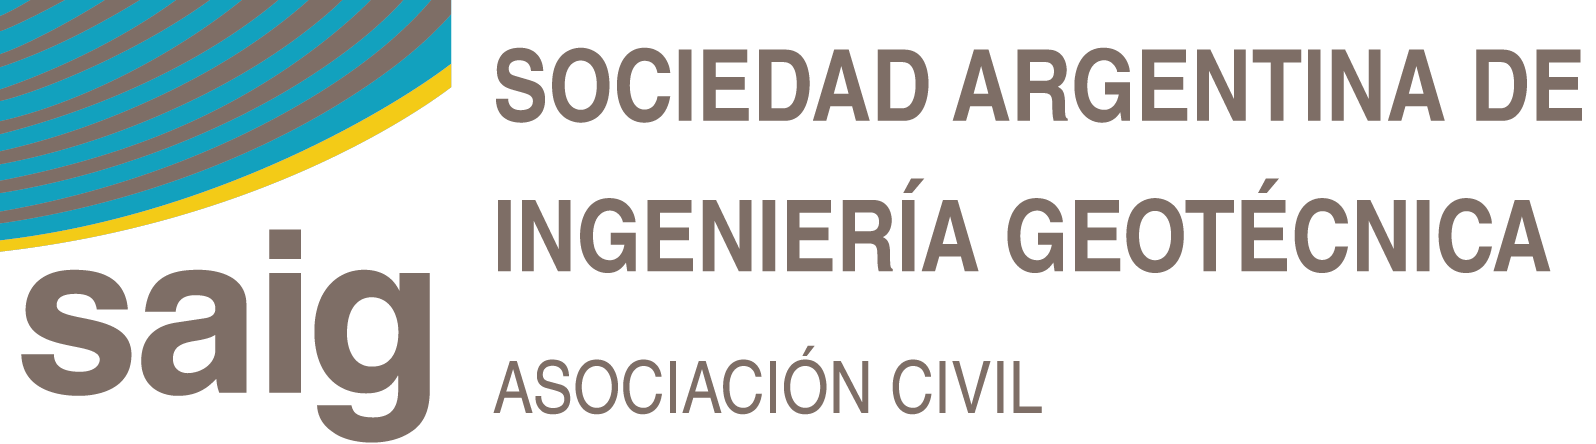 saig
SOCIEDAD ARGENTINA DE
INGENIERÍA GEOTÉCNICA
ASOCIACIÓN CIVIL